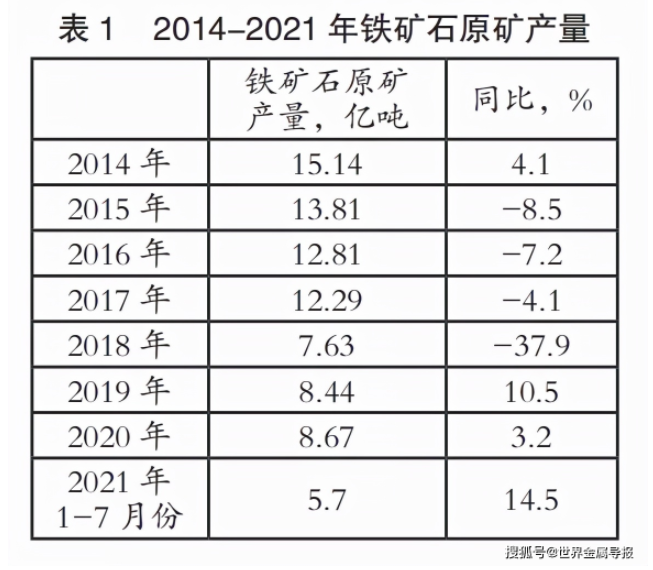 表 1 2014-2021 年铁矿石原矿产量
铁矿石原矿
产量，亿吨
同比，%
2014 年 15.14 4.1
2015 年 13.81 -8.5
2016 年 12.81 -7.2
2017 年 12.29 -4.1
2018 年 7.63 -37.9
2019 年 8.44 10.5
2020 年 8.67 3.2
2021 年
1-7 月份 5.7 14.5
搜狐号@世界金属导报